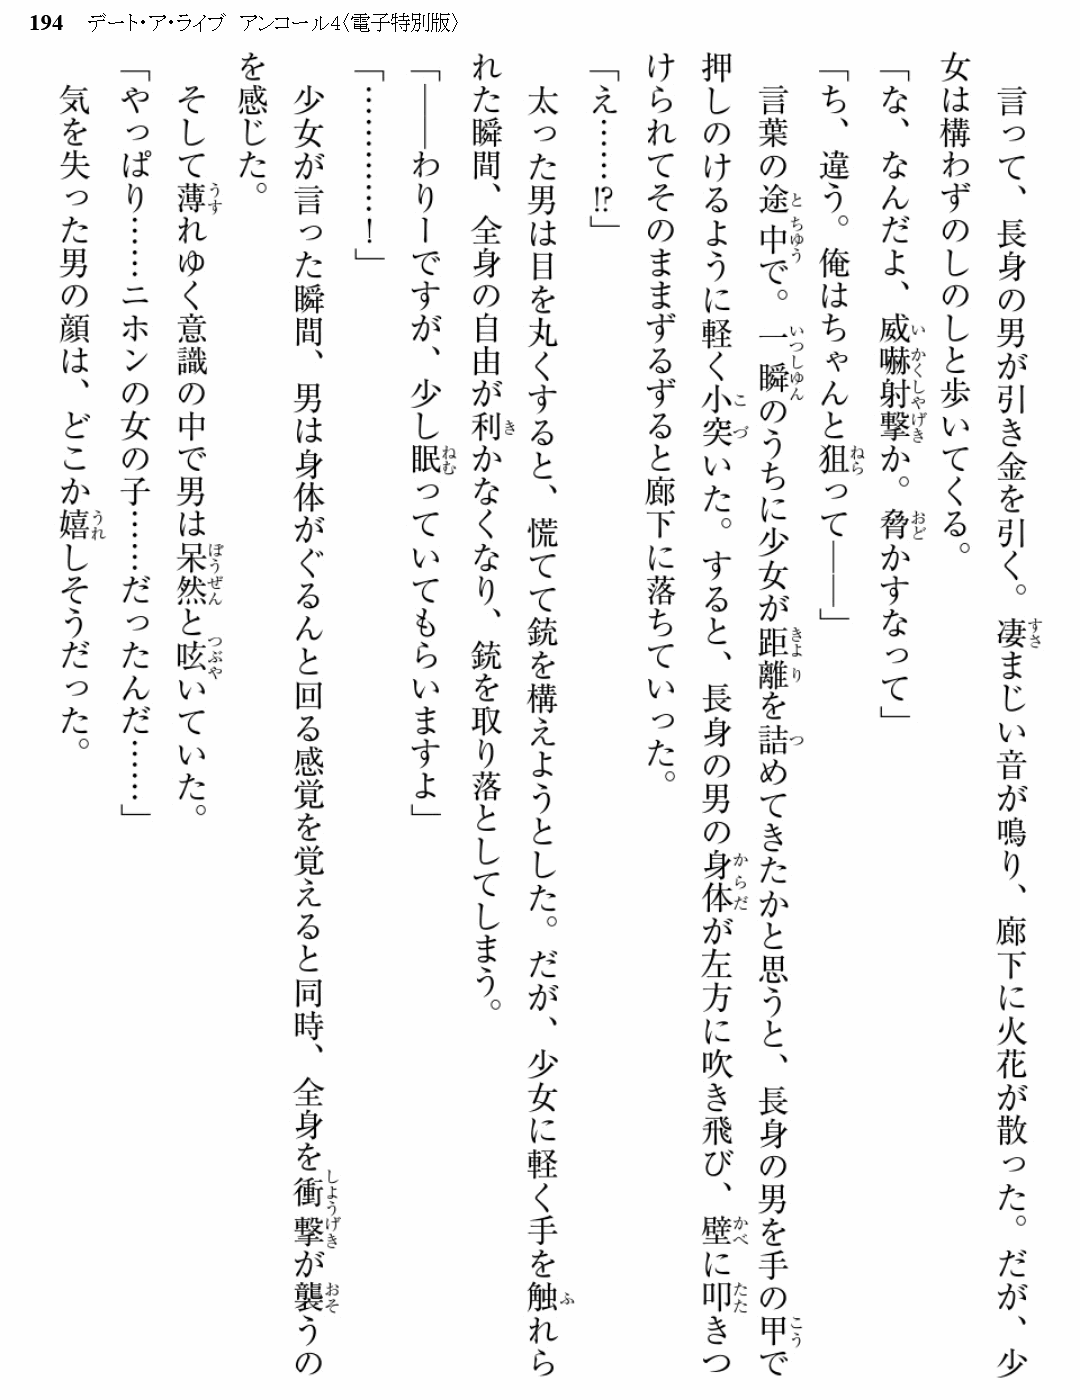 194 デート・ア・ライブ　アンコール4〈電子特別版〉
　言って、長身の男が引き金を引く。凄まじい音が鳴り、廊下に火花が散った。だが、少
女は構わずのしのしと歩いてくる。
「な、なんだよ、威嚇射撃か。脅かすなって」
「ち、違う。俺はちゃんと狙って――」
　言葉の途中で。一瞬のうちに少女が距離を詰めてきたかと思うと、長身の男を手の甲で
押しのけるように軽く小突いた。すると、長身の男の身体が左方に吹き飛び、壁に叩きつ
けられてそのままずるずると廊下に落ちていった。
「え……⁉」
　太った男は目を丸くすると、慌てて銃を構えようとした。だが、少女に軽く手を触れら
れた瞬間、全身の自由が利かなくなり、銃を取り落としてしまう。
「――わりーですが、少し眠っていてもらいますよ」
「…………！」
　少女が言った瞬間、男は身体がぐるんと回る感覚を覚えると同時、全身を衝撃が襲うの
を感じた。
　そして薄れゆく意識の中で男は呆然と呟いていた。
「やっぱり……ニホンの女の子……だったんだ……」
　気を失った男の顔は、どこか嬉しそうだった。